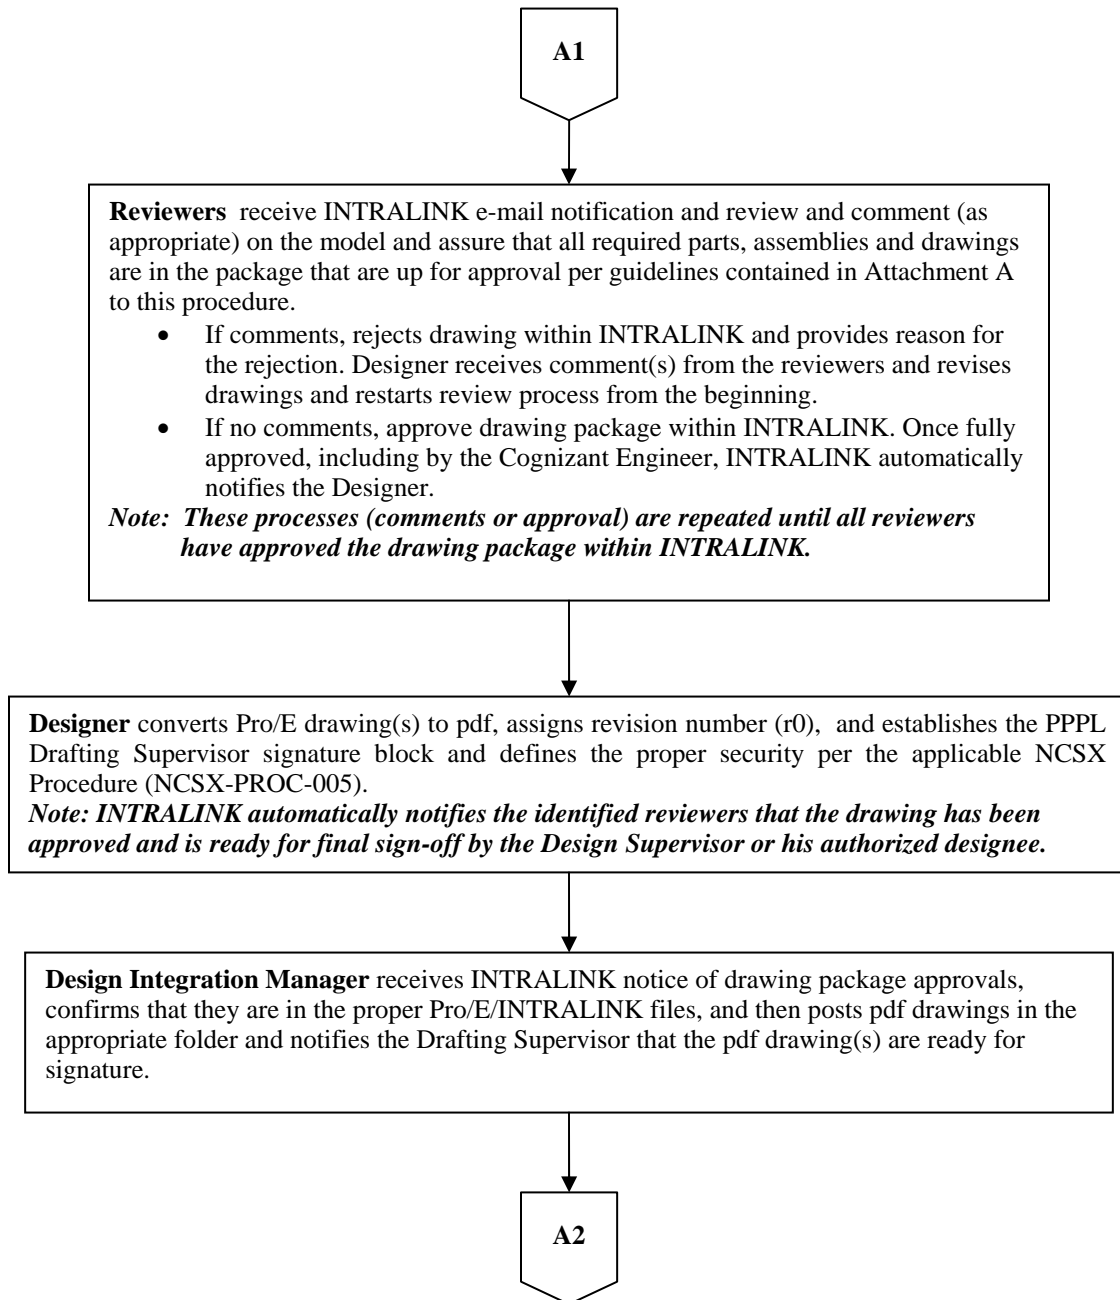 A1
Reviewers receive INTRALINK e-mail notification and review and comment (as
appropriate) on the model and assure that all required parts, assemblies and drawings
are in the package that are up for approval per guidelines contained in Attachment A
to this procedure.
• If comments, rejects drawing within INTRALINK and provides reason for
the rejection. Designer receives comment(s) from the reviewers and revises
drawings and restarts review process from the beginning.
• If no comments, approve drawing package within INTRALINK. Once fully
approved, including by the Cognizant Engineer, INTRALINK automatically
notifies the Designer.
Note: These processes (comments or approval) are repeated until all reviewers
have approved the drawing package within INTRALINK.
Designer converts Pro/E drawing(s) to pdf, assigns revision number (r0), and establishes the PPPL
Drafting Supervisor signature block and defines the proper security per the applicable NCSX
Procedure (NCSX-PROC-005).
Note: INTRALINK automatically notifies the identified reviewers that the drawing has been
approved and is ready for final sign-off by the Design Supervisor or his authorized designee.
Design Integration Manager receives INTRALINK notice of drawing package approvals,
confirms that they are in the proper Pro/E/INTRALINK files, and then posts pdf drawings in the
appropriate folder and notifies the Drafting Supervisor that the pdf drawing(s) are ready for
signature.
A2